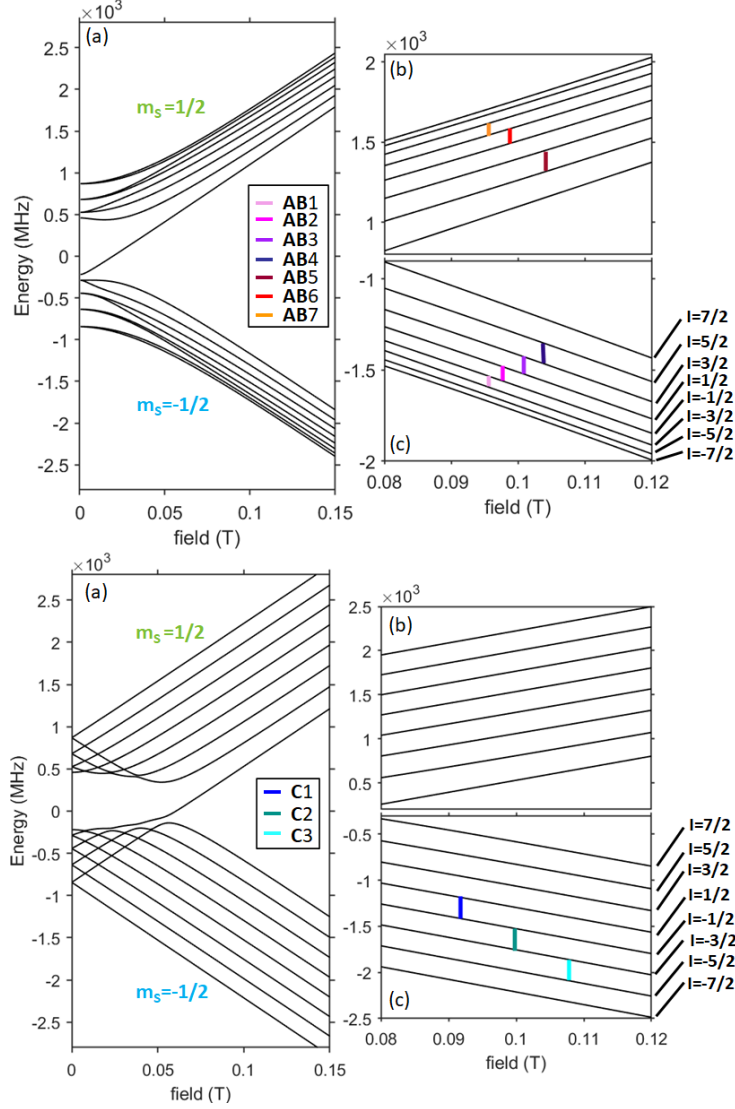 ×10³
(a)
2.5
2
1.5
1
0.5
0
-0.5
-1
-1.5
-2
-2.5
Energy (MHz)
m_S=1/2
m_S=-1/2
AB1
AB2
AB3
AB4
AB5
AB6
AB7
0
0.05
0.1
0.15
field (T)
×10³
(b)
2
1.5
1
-1
-1.5
-2
(c)
I=7/2
I=5/2
I=3/2
I=1/2
I=-1/2
I=-3/2
I=-5/2
I=-7/2
0.08
0.09
0.1
0.11
0.12
field (T)
×10³
(a)
2.5
2
1.5
1
0.5
0
-0.5
-1
-1.5
-2
-2.5
Energy (MHz)
m_S=1/2
m_S=-1/2
C1
C2
C3
0
0.05
0.1
0.15
field (T)
×10³
(b)
2.5
2
1.5
1
0.5
-0.5
-1
-1.5
-2
-2.5
(c)
I=7/2
I=5/2
I=3/2
I=1/2
I=-1/2
I=-3/2
I=-5/2
I=-7/2
0.08
0.09
0.1
0.11
0.12
field (T)